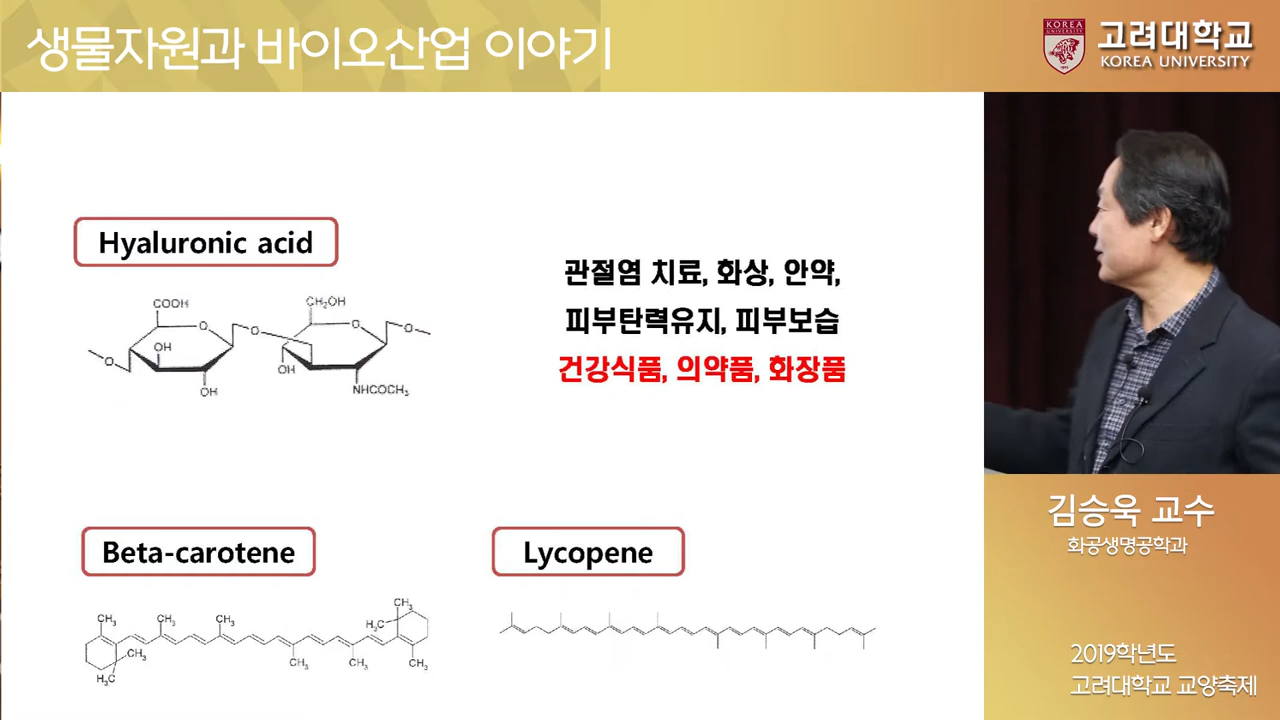 생물자원과 바이오산업 이야기
고려대학교
KOREA UNIVERSITY
KOREA
UNIVERSITY
Hyaluronic acid
COOH
CH₂OH
O
O
O
O
O
OH
OH
OH
NHCOCH₃
관절염 치료, 화상, 안약,
피부탄력유지, 피부보습
건강식품, 의약품, 화장품
Beta-carotene
Lycopene
CH₃
CH₃
CH₃
CH₃
H₃C
CH₃
H₃C
CH₃
CH₃
CH₃
김승욱 교수
화공생명공학과
2019학년도
고려대학교 교양축제